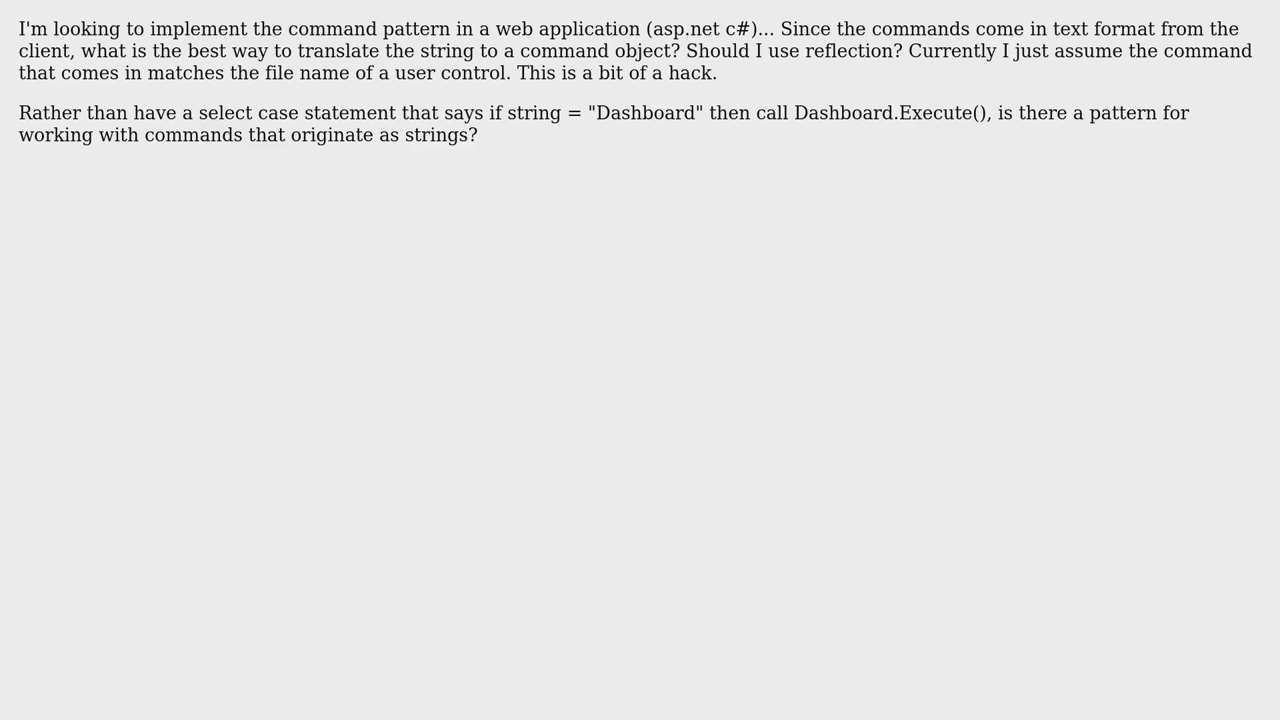 I'm looking to implement the command pattern in a web application (asp.net c#)... Since the commands come in text format from the
client, what is the best way to translate the string to a command object? Should I use reflection? Currently I just assume the command
that comes in matches the file name of a user control. This is a bit of a hack.
Rather than have a select case statement that says if string = "Dashboard" then call Dashboard.Execute(), is there a pattern for
working with commands that originate as strings?